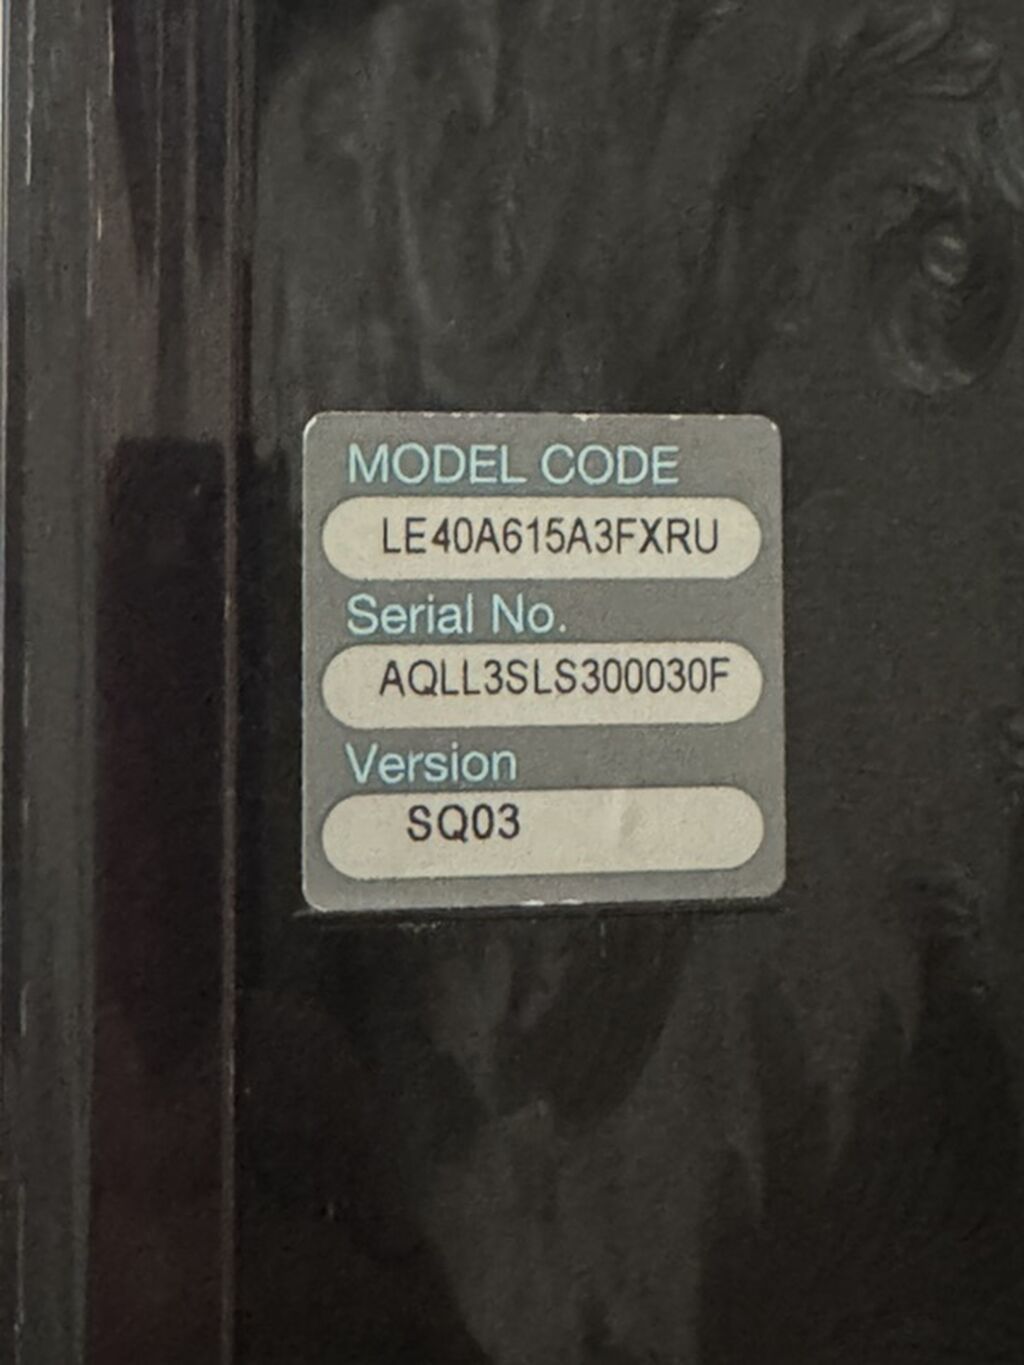 MODEL CODE
LE40A615A3FXRU
Serial No.
AQLL3SLS300030F
Version
SQ03